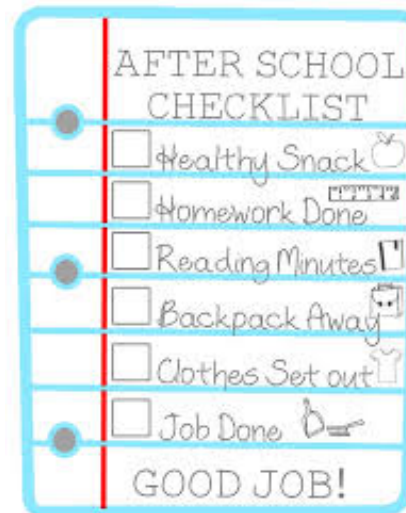 AFTER SCHOOL
CHECKLIST
Healthy Snack
Homework Done
Reading Minutes
Backpack Away
Clothes Set out
Job Done
GOOD JOB!